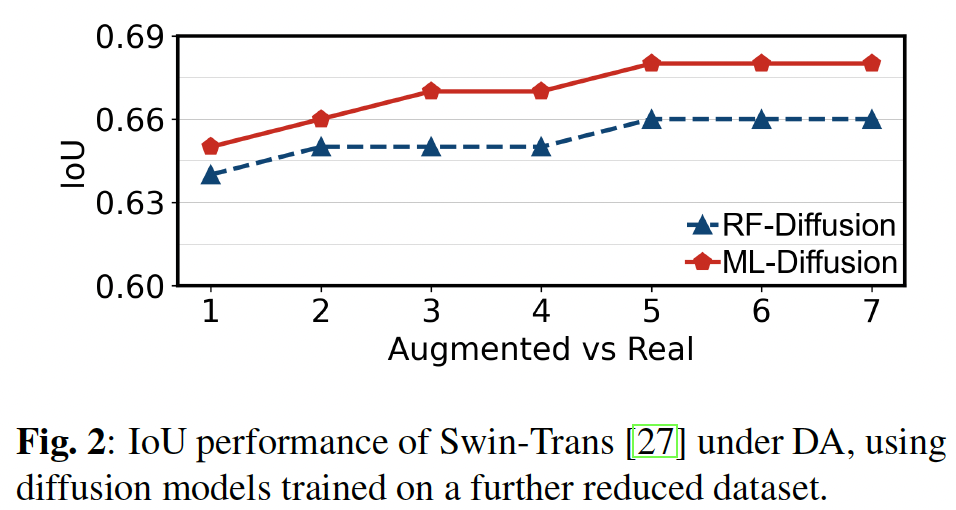 0.69
0.66
0.63
0.60
IoU
RF-Diffusion
ML-Diffusion
1 2 3 4 5 6 7
Augmented vs Real
Fig. 2: IoU performance of Swin-Trans [27] under DA, using
diffusion models trained on a further reduced dataset.